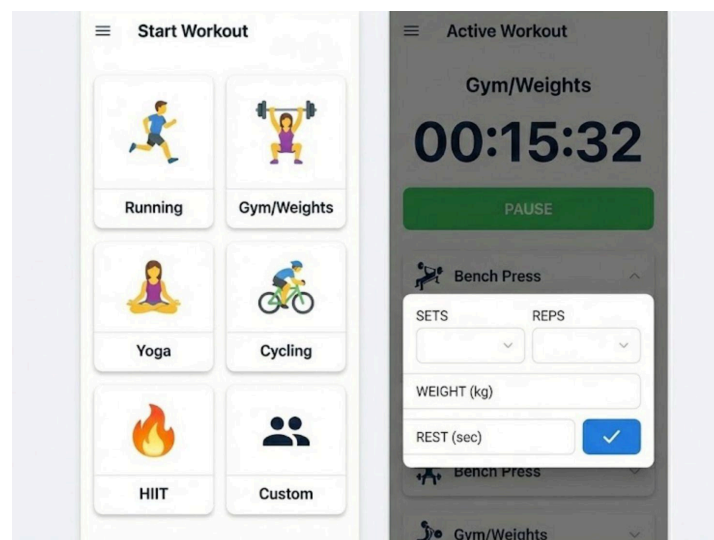 Start Workout
Running
Gym/Weights
Yoga
Cycling
HIIT
Custom
Active Workout
Gym/Weights
00:15:32
PAUSE
Bench Press
SETS
REPS
WEIGHT (kg)
REST (sec)
Bench Press
Gym/Weights